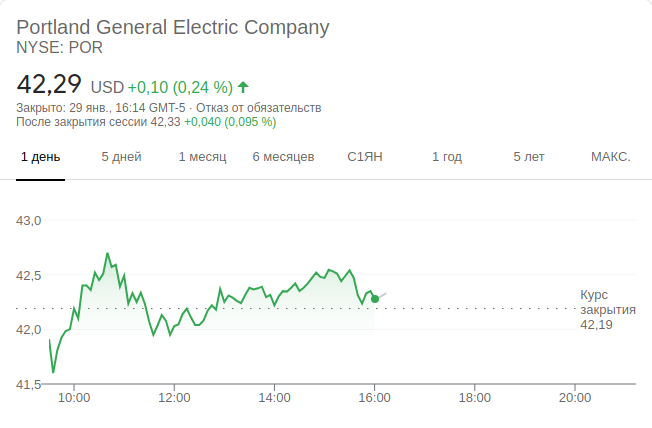 Portland General Electric Company
NYSE: POR
42,29 USD +0,10 (0,24 %)
Закрыто: 29 янв., 16:14 GMT-5 · Отказ от обязательств
После закрытия сессии 42,33 +0,040 (0,095 %)
1 день 5 дней 1 месяц 6 месяцев С1ЯН 1 год 5 лет МАКС.
43,0
42,5
Курс
закрытия
42,19
42,0
41,5
10:00 12:00 14:00 16:00 18:00 20:00